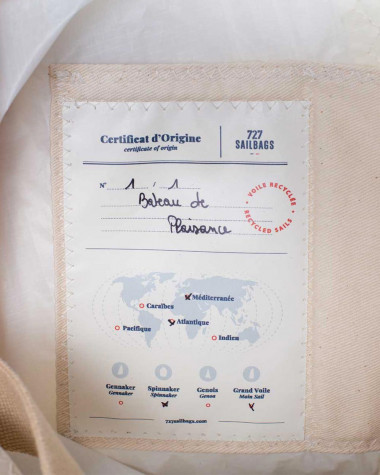 Certificat d'Origine
certificate of origin
727
SAILBAGS
N° 1 / 1
Bateau de
Plaisance
VOILE RECYCLÉE
RECYCLED SAILS
Méditerranée
Caraïbes
Atlantique
Pacifique
Indien
Gennaker Spinnaker Genois Grand Voile
Gennaker Spinnaker Genoa Main Sail
727sailbags.com